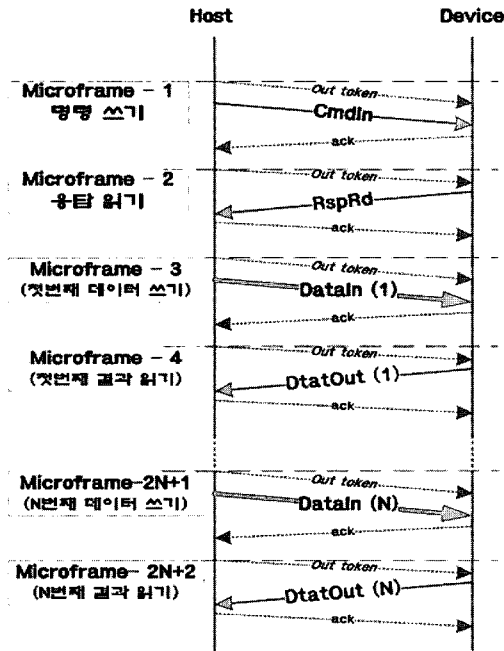 Host Device
Microframe - 1
명령 쓰기
Out token
CmdIn
ack
Microframe - 2
응답 읽기
Out token
RspRd
ack
Microframe - 3
(첫번째 데이터 쓰기)
Out token
DataIn (1)
ack
Microframe - 4
(첫번째 결과 읽기)
Out token
DtatOut (1)
ack
Microframe-2N+1
(N번째 데이터 쓰기)
Out token
DataIn (N)
ack
Microframe- 2N+2
(N번째 결과 읽기)
Out token
DtatOut (N)
ack